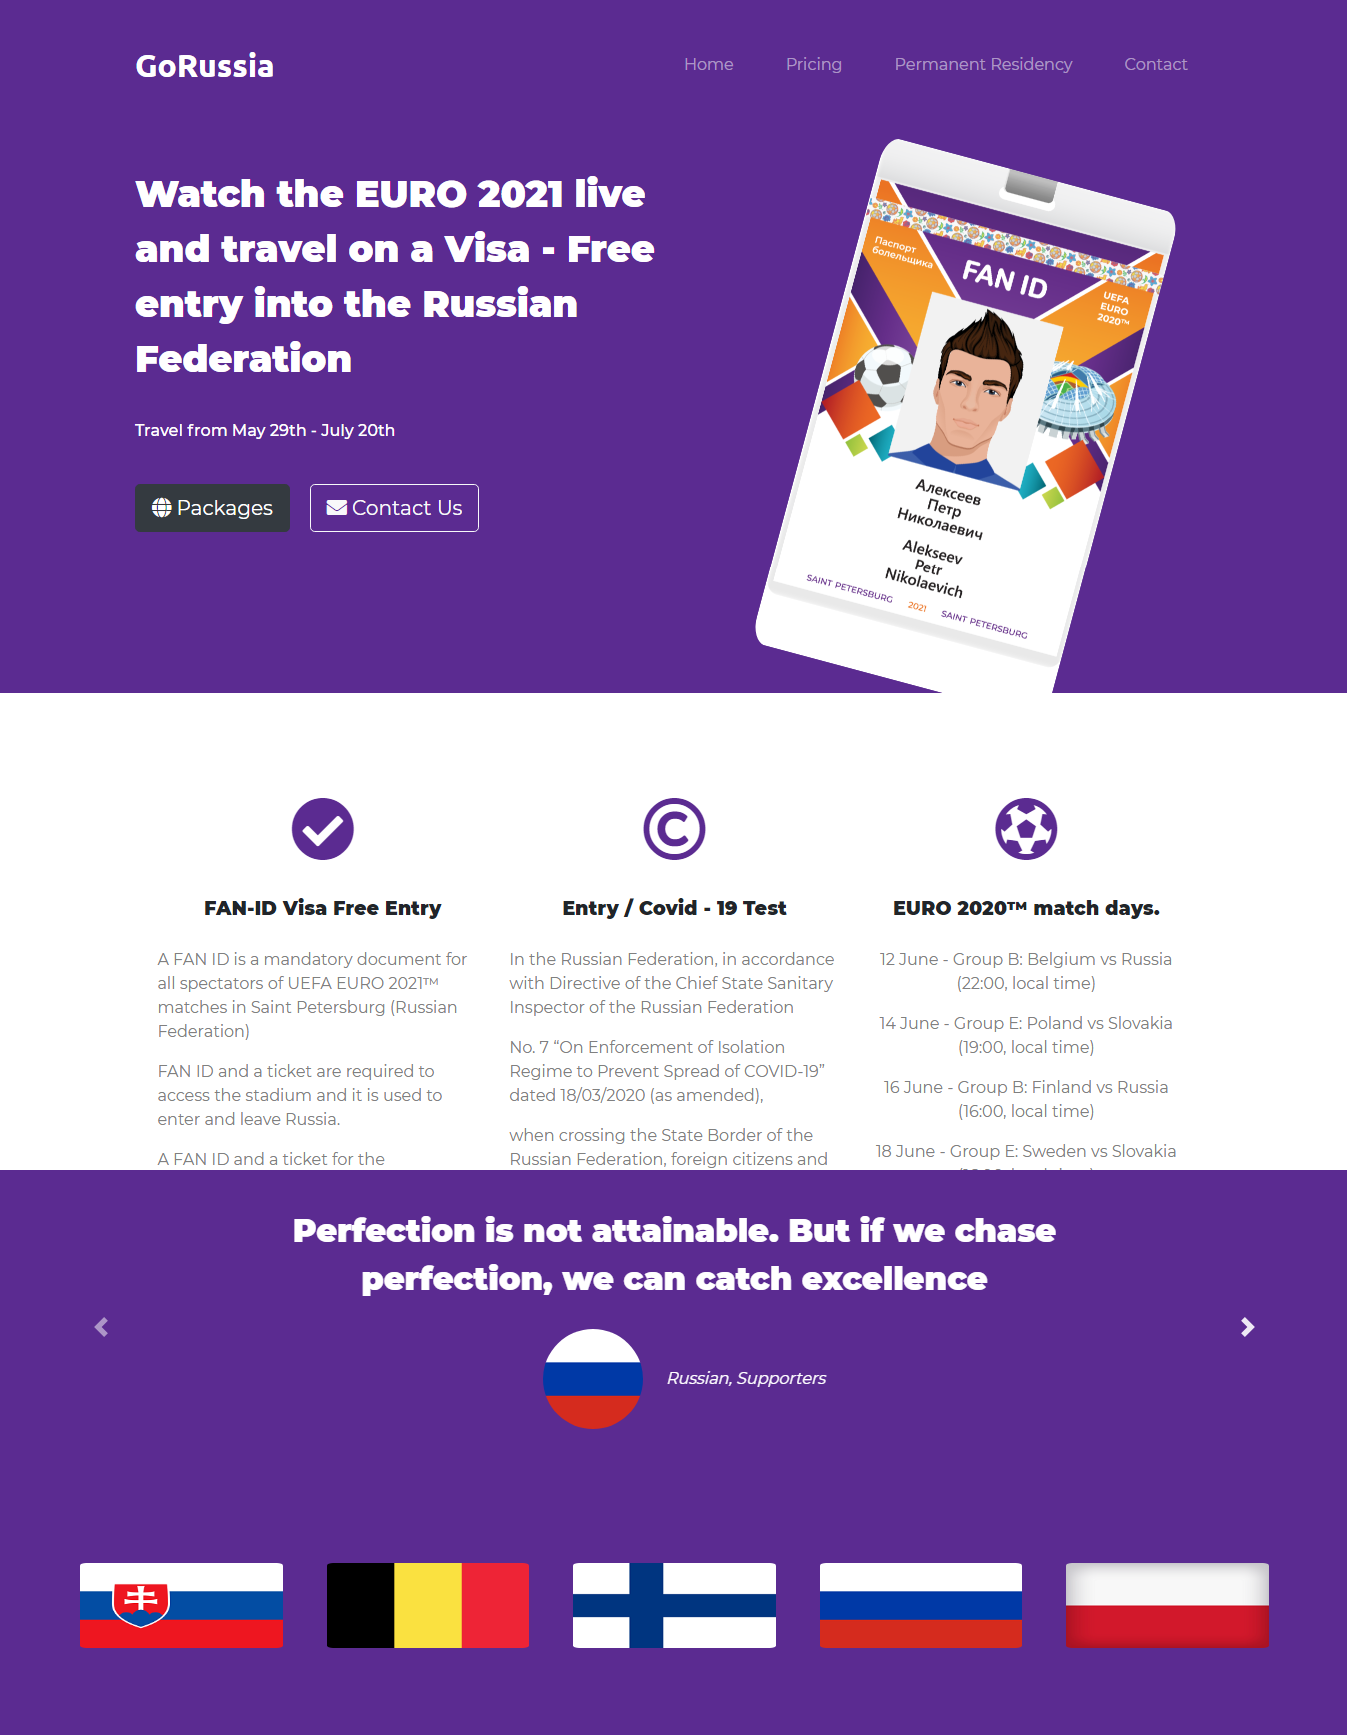 GoRussia
Home
Pricing
Permanent Residency
Contact
Watch the EURO 2021 live
and travel on a Visa - Free
entry into the Russian
Federation
Travel from May 29th - July 20th
Packages
Contact Us
Паспорт
болельщика
FAN ID
UEFA
EURO
2020™
Алексеев
Петр
Николаевич
Alekseev
Petr
Nikolaevich
SAINT PETERSBURG
2021
SAINT PETERSBURG
FAN-ID Visa Free Entry
A FAN ID is a mandatory document for
all spectators of UEFA EURO 2021™
matches in Saint Petersburg (Russian
Federation)
FAN ID and a ticket are required to
access the stadium and it is used to
enter and leave Russia.
A FAN ID and a ticket for the
Entry / Covid - 19 Test
In the Russian Federation, in accordance
with Directive of the Chief State Sanitary
Inspector of the Russian Federation
No. 7 “On Enforcement of Isolation
Regime to Prevent Spread of COVID-19”
dated 18/03/2020 (as amended),
when crossing the State Border of the
Russian Federation, foreign citizens and
EURO 2020™ match days.
12 June - Group B: Belgium vs Russia
(22:00, local time)
14 June - Group E: Poland vs Slovakia
(19:00, local time)
16 June - Group B: Finland vs Russia
(16:00, local time)
18 June - Group E: Sweden vs Slovakia
Perfection is not attainable. But if we chase
perfection, we can catch excellence
Russian, Supporters